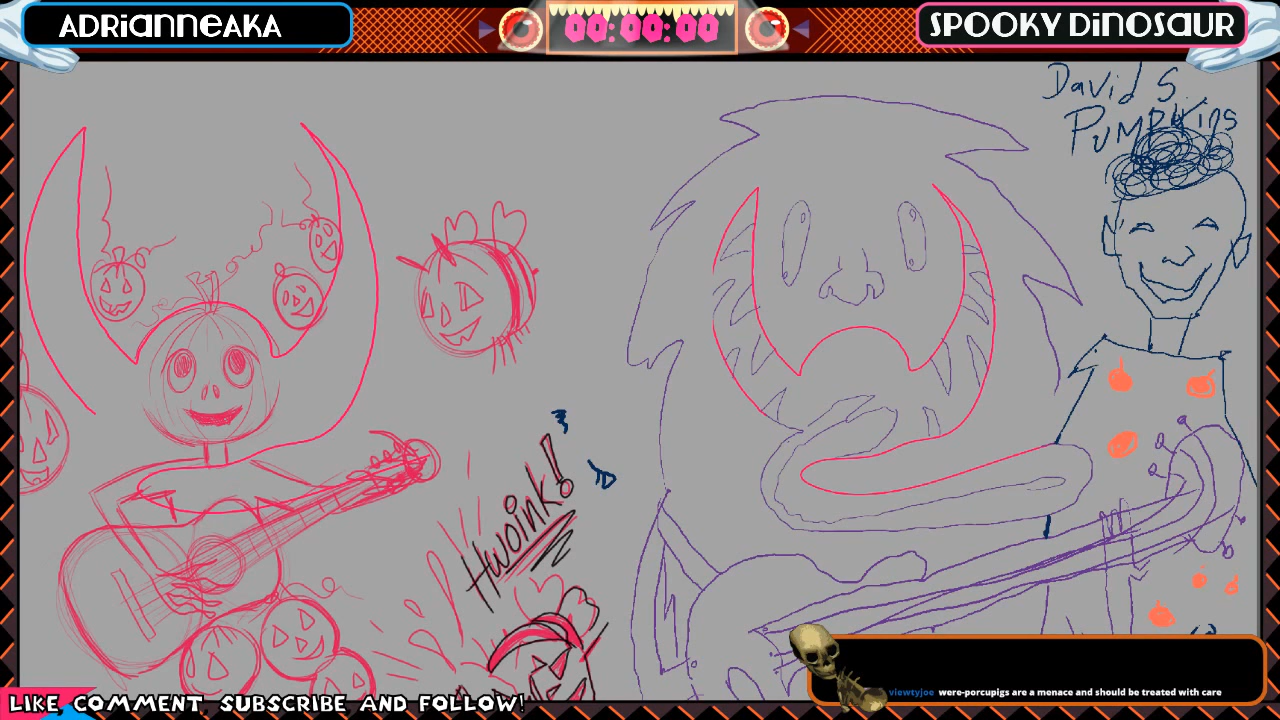 ADRIANNEAKA
00:00:00
SPOOKY DINOSAUR
David S.
PUMPKINS
Hwoink!
viewtyjoe were-porcupigs are a menace and should be treated with care
LIKE, COMMENT, SUBSCRIBE AND FOLLOW!